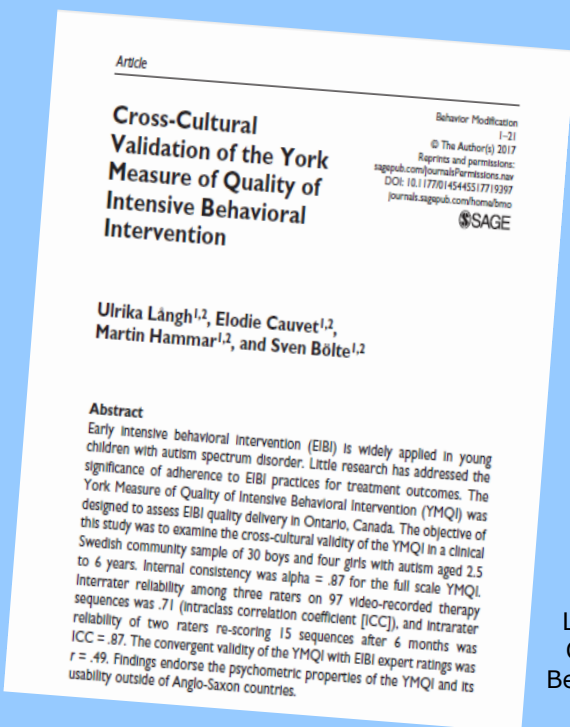 Article
Cross-Cultural
Validation of the York
Measure of Quality of
Intensive Behavioral
Intervention
Behavior Modification
1–21
© The Author(s) 2017
Reprints and permissions:
sagepub.com/journalsPermissions.nav
DOI: 10.1177/0145445517719397
journals.sagepub.com/home/bmo
SAGE
Ulrika Långh1,2, Elodie Cauvet1,2,
Martin Hammar1,2, and Sven Bölte1,2
Abstract
Early intensive behavioral intervention (EIBI) is widely applied in young
children with autism spectrum disorder. Little research has addressed the
significance of adherence to EIBI practices for treatment outcomes. The
York Measure of Quality of Intensive Behavioral Intervention (YMQI) was
designed to assess EIBI quality delivery in Ontario, Canada. The objective of
this study was to examine the cross-cultural validity of the YMQI in a clinical
Swedish community sample of 30 boys and four girls with autism aged 2.5
to 6 years. Internal consistency was alpha = .87 for the full scale YMQI.
Interrater reliability among three raters on 97 video-recorded therapy
sequences was .71 (intraclass correlation coefficient [ICC]), and intrarater
reliability of two raters re-scoring 15 sequences after 6 months was
ICC = .87. The convergent validity of the YMQI with EIBI expert ratings was
r = .49. Findings endorse the psychometric properties of the YMQI and its
usability outside of Anglo-Saxon countries.
L
Be